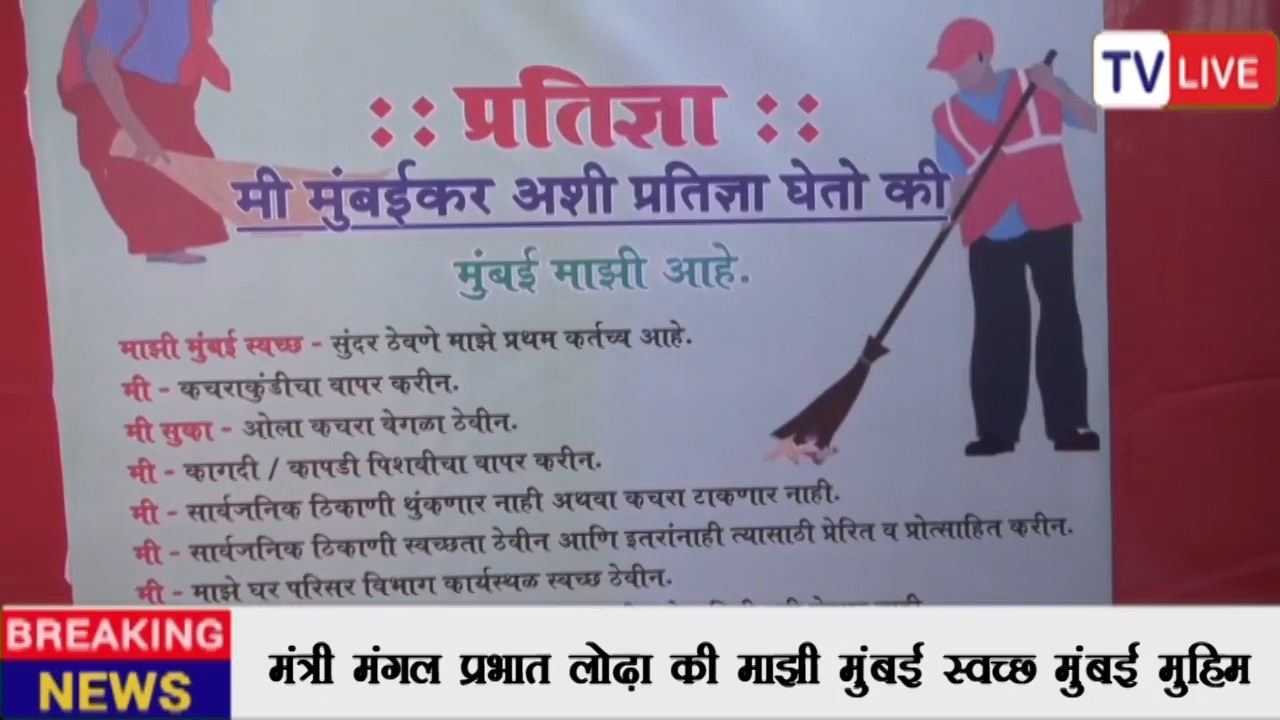 TV LIVE
:: प्रतिज्ञा ::
मी मुंबईकर अशी प्रतिज्ञा घेतो की
मुंबई माझी आहे.
माझी मुंबई स्वच्छ - सुंदर ठेवणे माझे प्रथम कर्तव्य आहे.
मी - कचराकुंडीचा वापर करीन.
मी सुका - ओला कचरा वेगळा ठेवीन.
मी - कागदी / कापडी पिशवीचा वापर करीन.
मी - सार्वजनिक ठिकाणी थुंकणार नाही अथवा कचरा टाकणार नाही.
मी - सार्वजनिक ठिकाणी स्वच्छता ठेवीन आणि इतरांनाही त्यासाठी प्रेरित व प्रोत्साहित करीन.
मी - माझे घर परिसर विभाग कार्यस्थळ स्वच्छ ठेवीन.
BREAKING NEWS
मंत्री मंगल प्रभात लोढ़ा की माझी मुंबई स्वच्छ मुंबई मुहिम